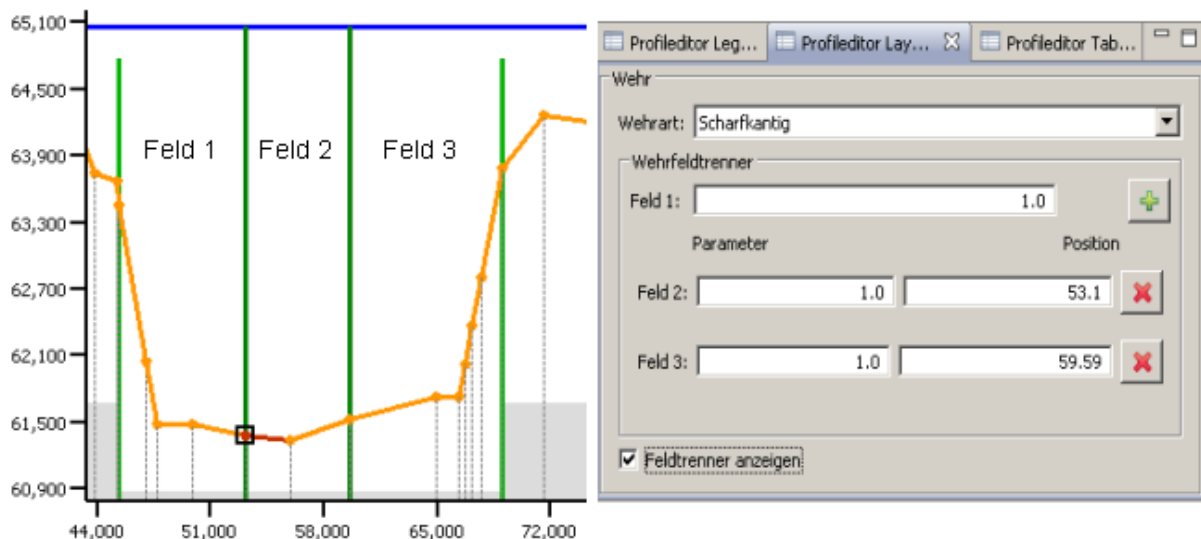 65,100
64,500
63,900
63,300
62,700
62,100
61,500
60,900
44,000 51,000 58,000 65,000 72,000
Feld 1 Feld 2 Feld 3
Profileditor Leg... Profileditor Lay... Profileditor Tab...
Wehr
Wehrart: Scharfkantig
Wehrfeldtrenner
Feld 1: 1.0
Parameter Position
Feld 2: 1.0 53.1
Feld 3: 1.0 59.59
Feldtrenner anzeigen